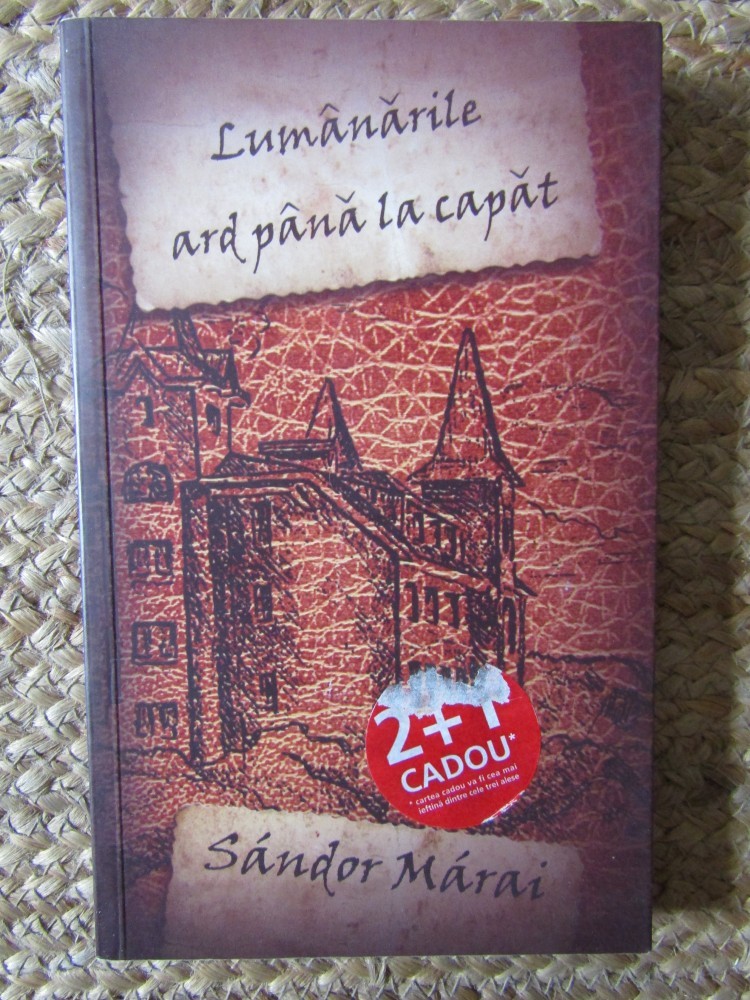 Lumânările
ard până la capăt
2+1
CADOU*
* cartea cadou va fi cea mai
ieftină dintre cele trei alese
Sándor Márai